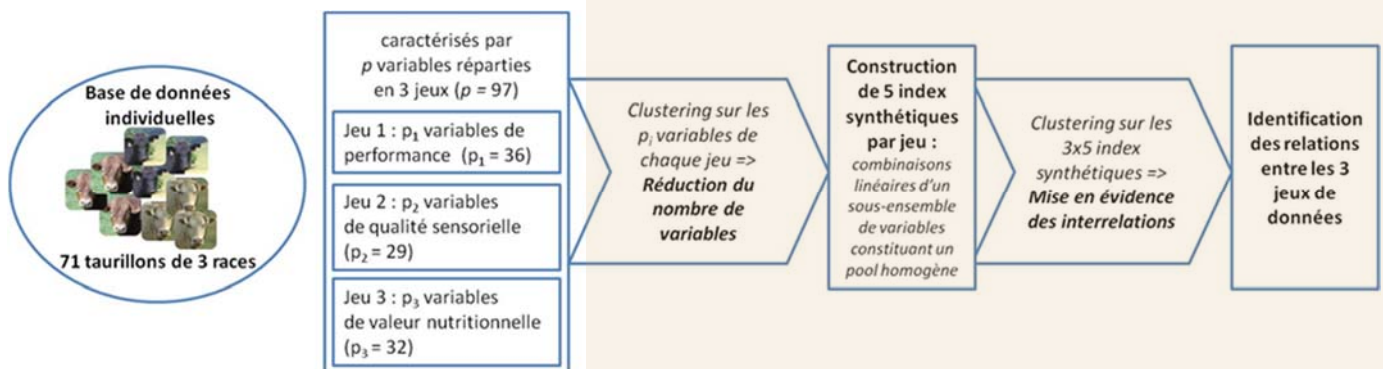 Base de données
individuelles
71 taurillons de 3 races
caractérisés par
p variables réparties
en 3 jeux (p = 97)
Jeu 1 : p₁ variables de
performance (p₁ = 36)
Jeu 2 : p₂ variables
de qualité sensorielle
(p₂ = 29)
Jeu 3 : p₃ variables
de valeur nutritionnelle
(p₃ = 32)
Clustering sur les
pᵢ variables de
chaque jeu =>
Réduction du
nombre de
variables
Construction
de 5 index
synthétiques
par jeu :
combinaisons
linéaires d'un
sous-ensemble
de variables
constituant un
pool homogène
Clustering sur les
3x5 index
synthétiques =>
Mise en évidence
des interrelations
Identification
des relations
entre les 3
jeux de
données